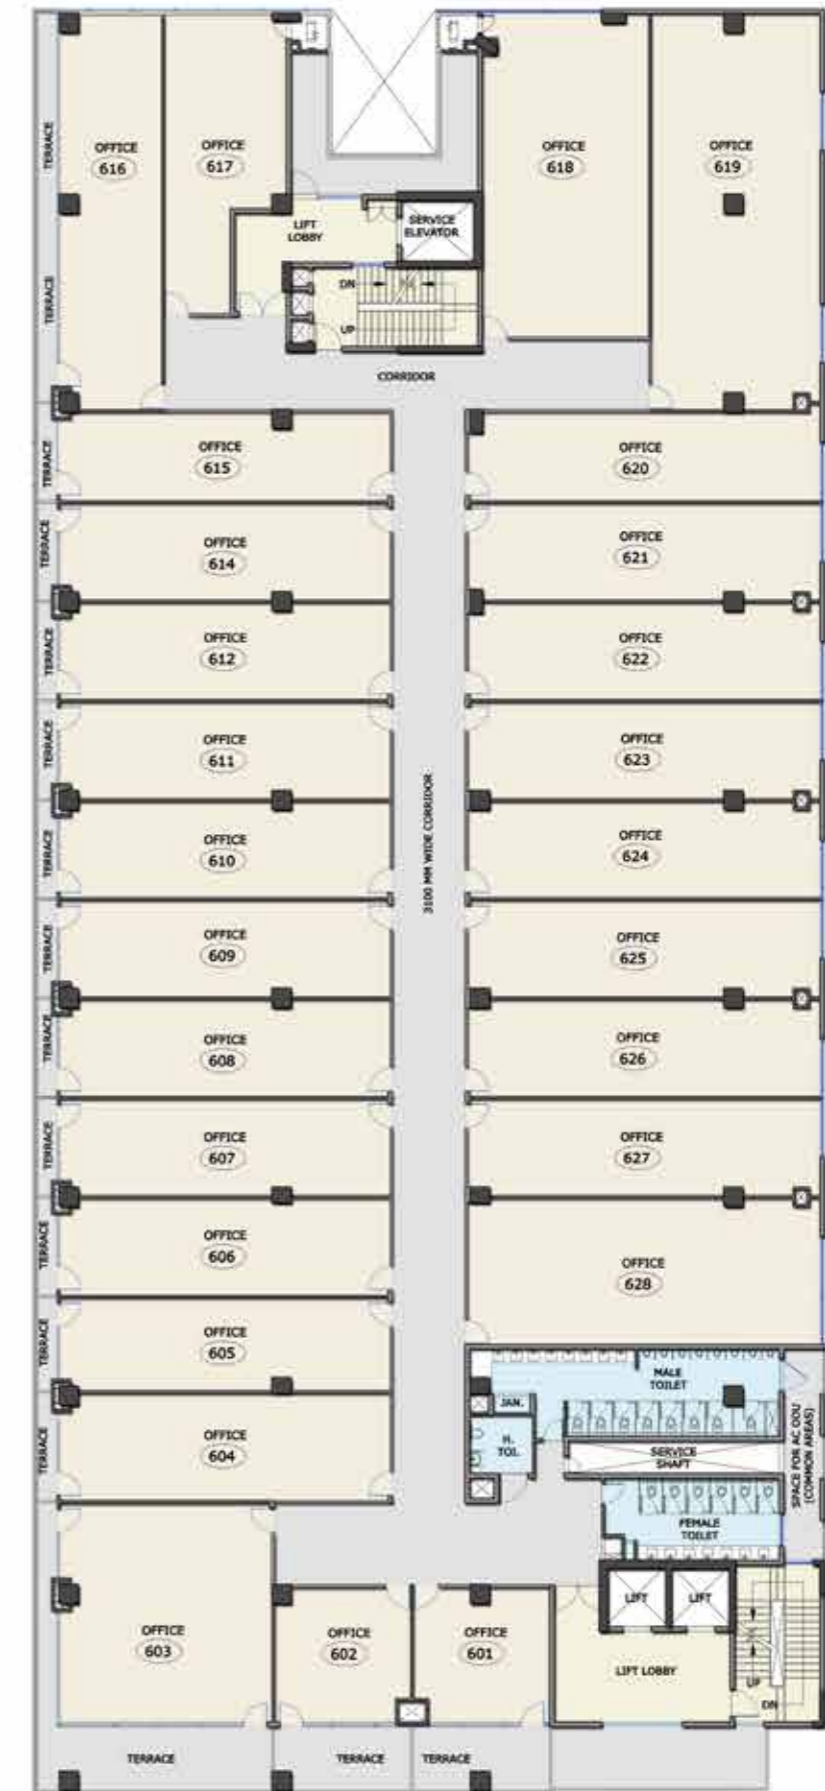 TERRACE
OFFICE
616
OFFICE
617
OFFICE
618
OFFICE
619
LIFT
LOBBY
SERVICE
ELEVATOR
TERRACE
DN
UP
CORRIDOR
TERRACE
OFFICE
615
OFFICE
620
TERRACE
OFFICE
614
OFFICE
621
TERRACE
OFFICE
612
OFFICE
622
TERRACE
OFFICE
611
OFFICE
623
3100 MM WIDE CORRIDOR
TERRACE
OFFICE
610
OFFICE
624
TERRACE
OFFICE
609
OFFICE
625
TERRACE
OFFICE
608
OFFICE
626
TERRACE
OFFICE
607
OFFICE
627
TERRACE
OFFICE
606
OFFICE
628
TERRACE
OFFICE
605
MALE
TOILET
JAN.
H.
TOI.
SERVICE
SHAFT
SPACE FOR AC ODU
(COMMON AREAS)
TERRACE
OFFICE
604
FEMALE
TOILET
OFFICE
603
OFFICE
602
OFFICE
601
LIFT
LIFT
LIFT LOBBY
UP
DN
TERRACE
TERRACE
TERRACE